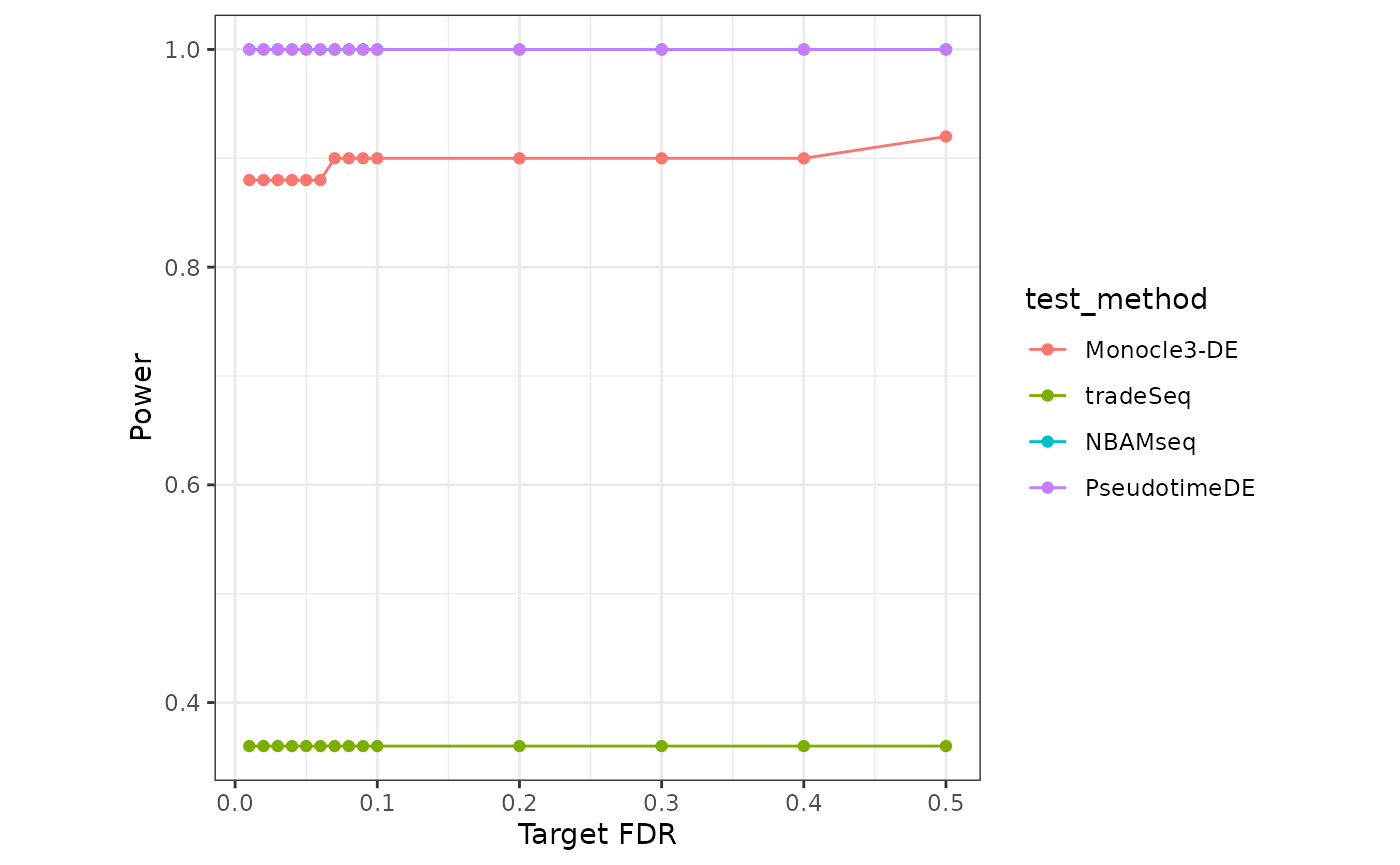 1.0
0.8
0.6
0.4
Power
0.0 0.1 0.2 0.3 0.4 0.5
Target FDR
test_method
Monocle3-DE
tradeSeq
NBAMseq
PseudotimeDE